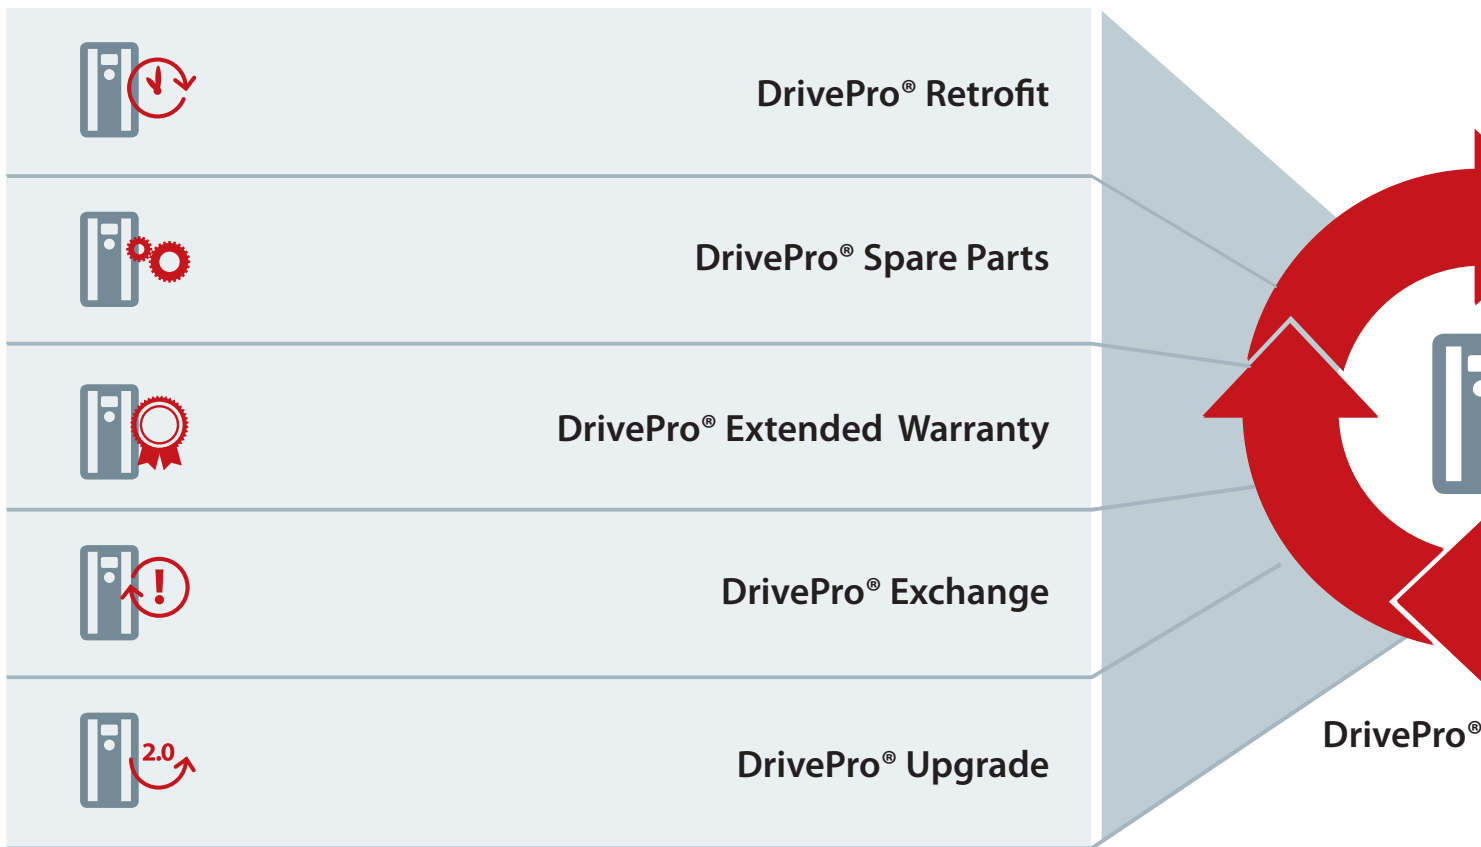 DrivePro® Retrofit
DrivePro® Spare Parts
DrivePro® Extended Warranty
DrivePro® Exchange
2.0
DrivePro® Upgrade
DrivePro®